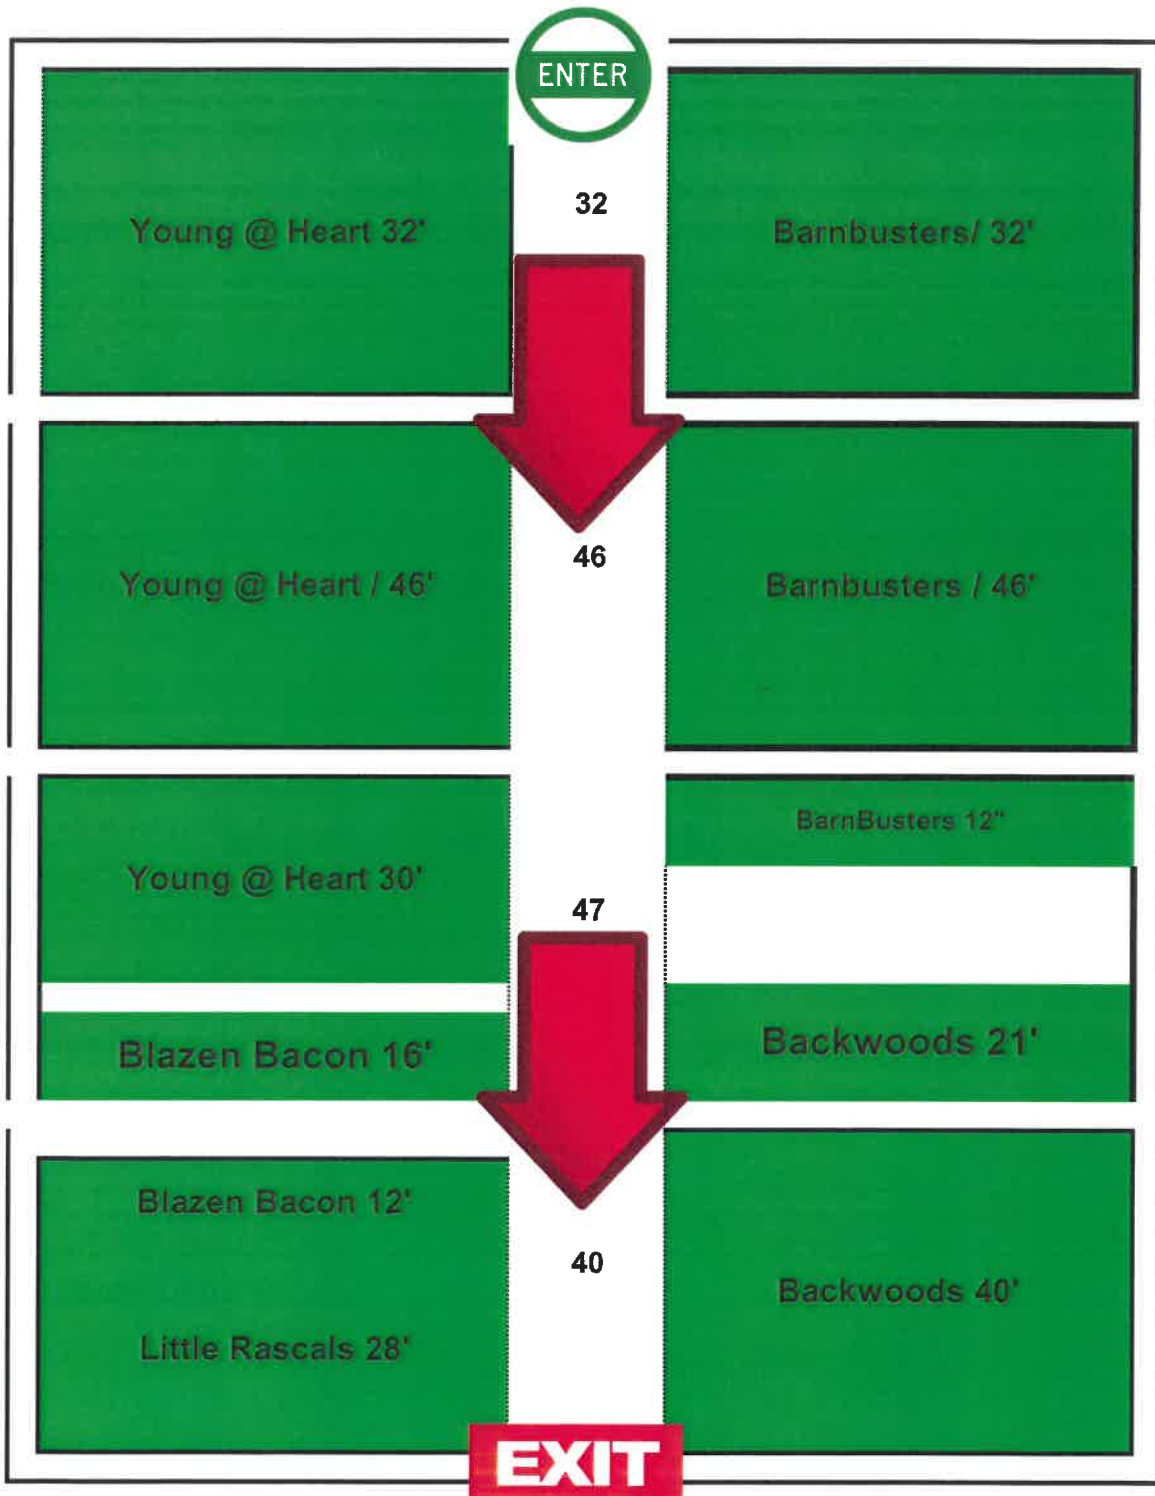 ENTER
32
Young @ Heart 32'
Barnbusters/ 32'
46
Young @ Heart / 46'
Barnbusters / 46'
BarnBusters 12"
Young @ Heart 30'
47
Blazen Bacon 16'
Backwoods 21'
Blazen Bacon 12'
40
Backwoods 40'
Little Rascals 28'
EXIT